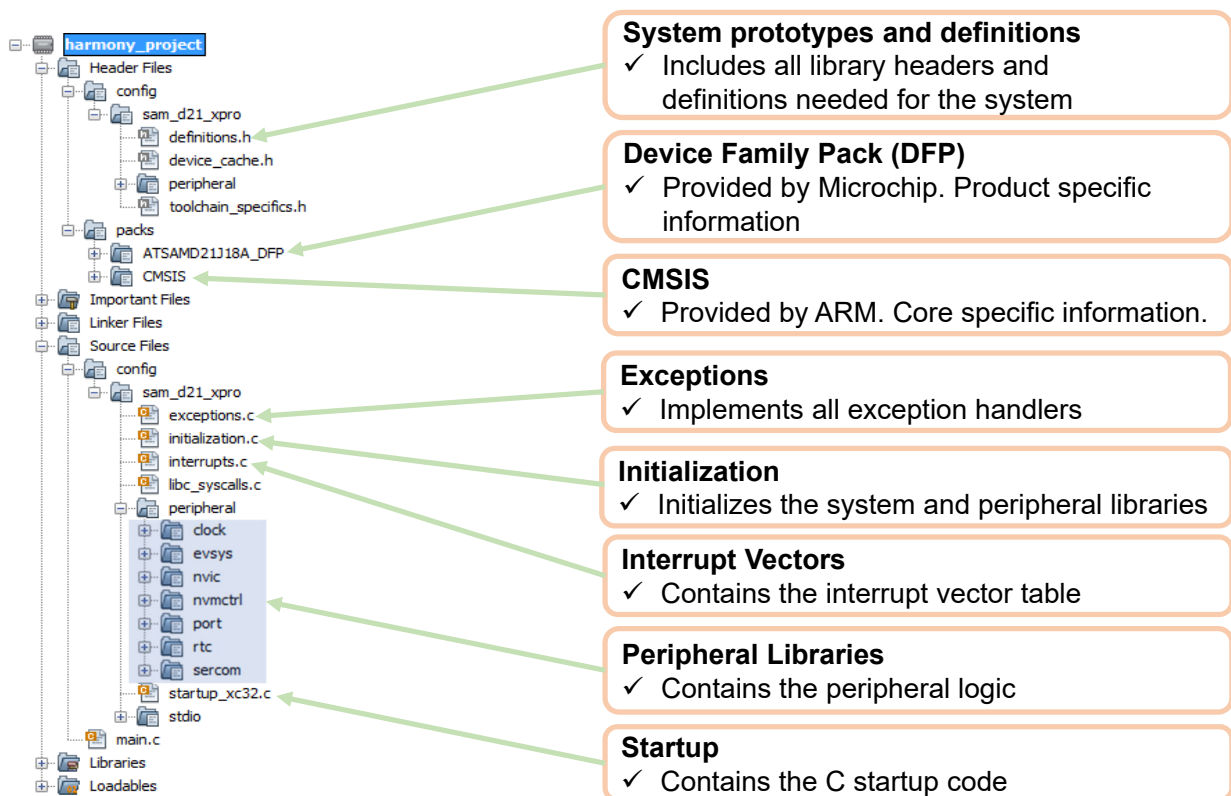 harmony_project
Header Files
config
sam_d21_xpro
definitions.h
device_cache.h
peripheral
toolchain_specifics.h
packs
ATSAMD21J18A_DFP
CMSIS
Important Files
Linker Files
Source Files
config
sam_d21_xpro
exceptions.c
initialization.c
interrupts.c
libc_syscalls.c
peripheral
clock
evsys
nvic
nvmctrl
port
rtc
sercom
startup_xc32.c
stdio
main.c
Libraries
Loadables
System prototypes and definitions
✓ Includes all library headers and
definitions needed for the system
Device Family Pack (DFP)
✓ Provided by Microchip. Product specific
information
CMSIS
✓ Provided by ARM. Core specific information.
Exceptions
✓ Implements all exception handlers
Initialization
✓ Initializes the system and peripheral libraries
Interrupt Vectors
✓ Contains the interrupt vector table
Peripheral Libraries
✓ Contains the peripheral logic
Startup
✓ Contains the C startup code